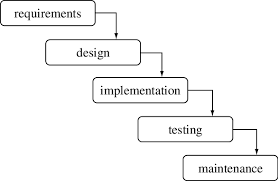 requirements
design
implementation
testing
maintenance